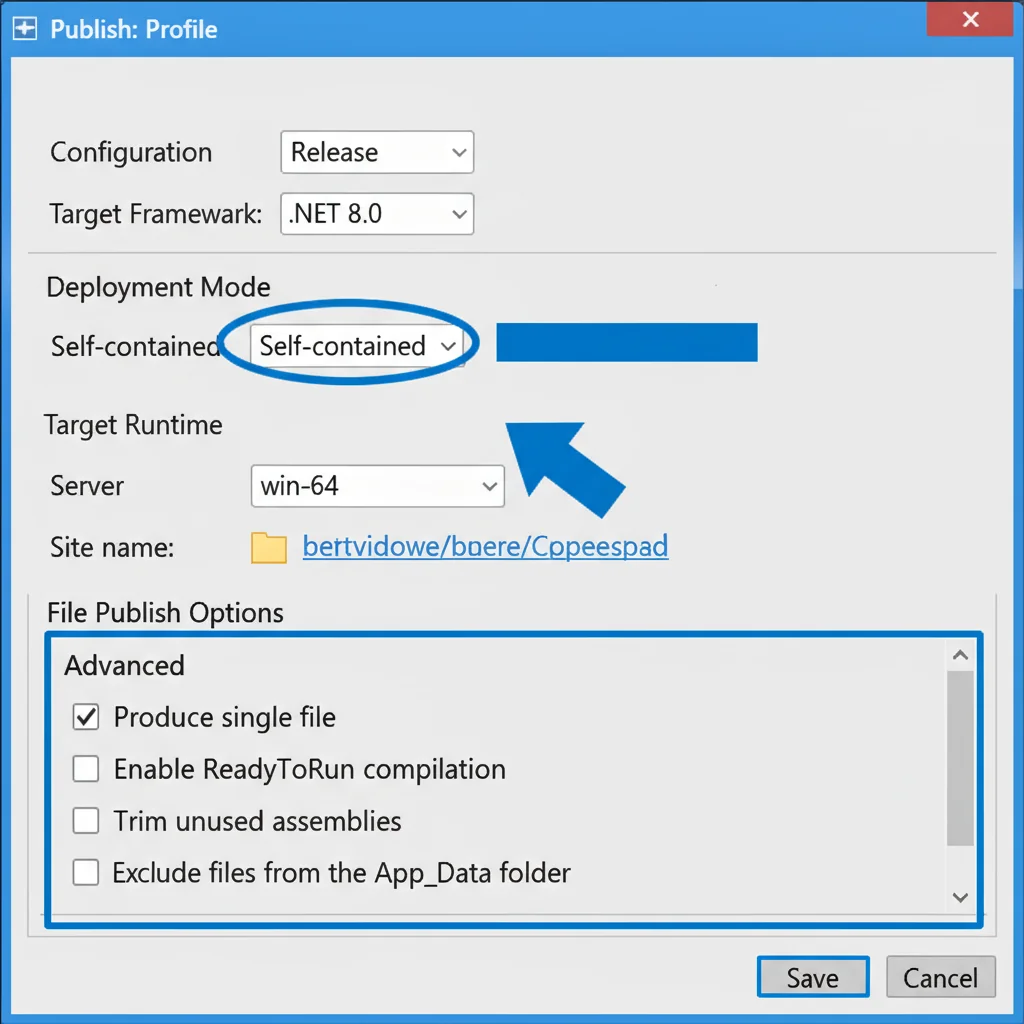 Publish: Profile
Configuration
Release
Target Framewark:
.NET 8.0
Deployment Mode
Self-contained
Self-contained
Target Runtime
Server
win-64
Site name:
bertvidowe/bpere/Cppeespad
File Publish Options
Advanced
Produce single file
Enable ReadyToRun compilation
Trim unused assemblies
Exclude files from the App_Data folder
Save
Cancel